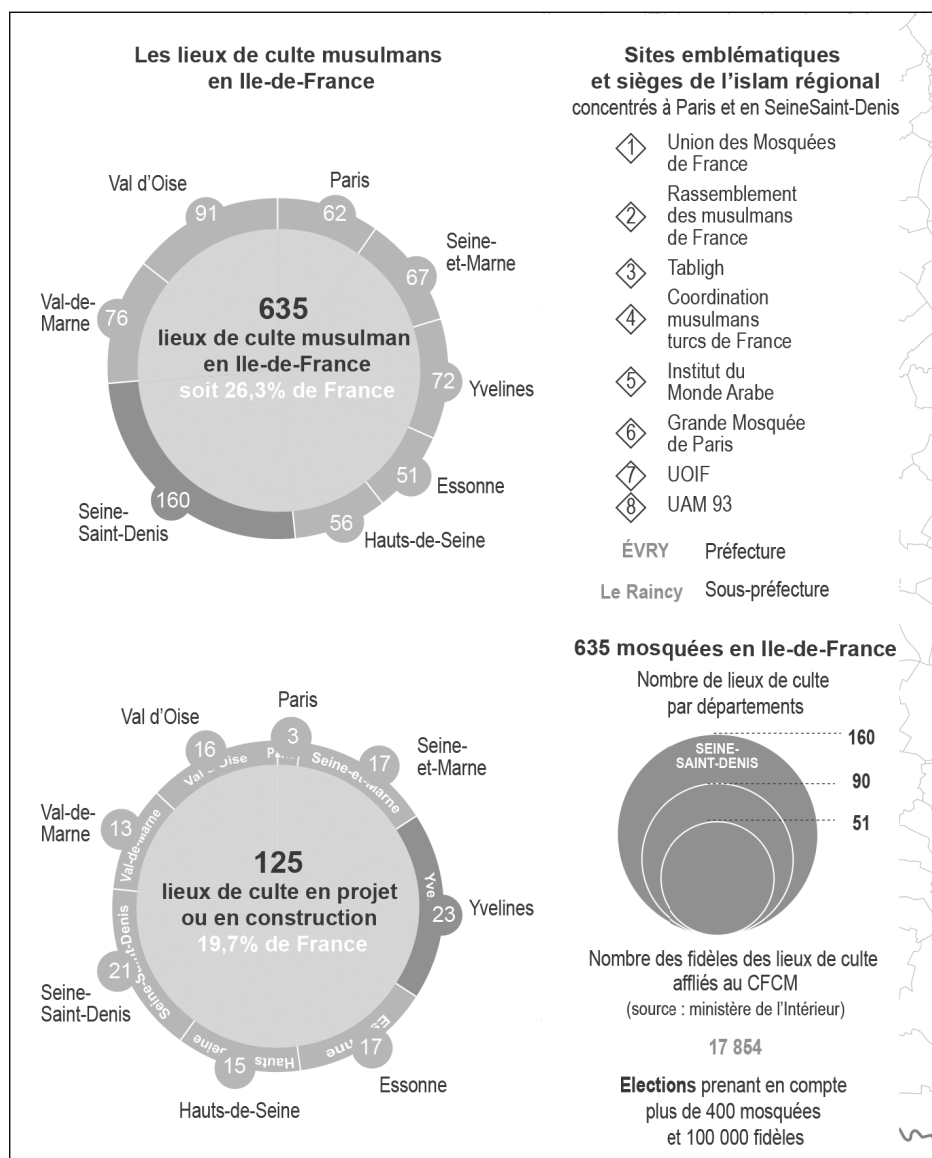 Les lieux de culte musulmans
en Ile-de-France
Val d'Oise
91
Paris
62
Seine-
et-Marne
67
Val-de-
Marne
76
72
Yvelines
51
Essonne
56
Hauts-de-Seine
160
Seine-
Saint-Denis
635
lieux de culte musulman
en Ile-de-France
soit 26,3% de France
Val d'Oise
16
Paris
3
Seine-
et-Marne
17
Val-de-
Marne
13
23
Yvelines
17
Essonne
15
Hauts-de-Seine
21
Seine-
Saint-Denis
Seine-et-Marne
Val-de-Marne
Seine-Saint-Denis
125
lieux de culte en projet
ou en construction
19,7% de France
Sites emblématiques
et sièges de l'islam régional
concentrés à Paris et en SeineSaint-Denis
1 Union des Mosquées
de France
2 Rassemblement
des musulmans
de France
3 Tabligh
4 Coordination
musulmans
turcs de France
5 Institut du
Monde Arabe
6 Grande Mosquée
de Paris
7 UOIF
8 UAM 93
ÉVRY Préfecture
Le Raincy Sous-préfecture
635 mosquées en Ile-de-France
Nombre de lieux de culte
par départements
SEINE-
SAINT-DENIS
160
90
51
Nombre des fidèles des lieux de culte
affliés au CFCM
(source : ministère de l'Intérieur)
17 854
Elections prenant en compte
plus de 400 mosquées
et 100 000 fidèles